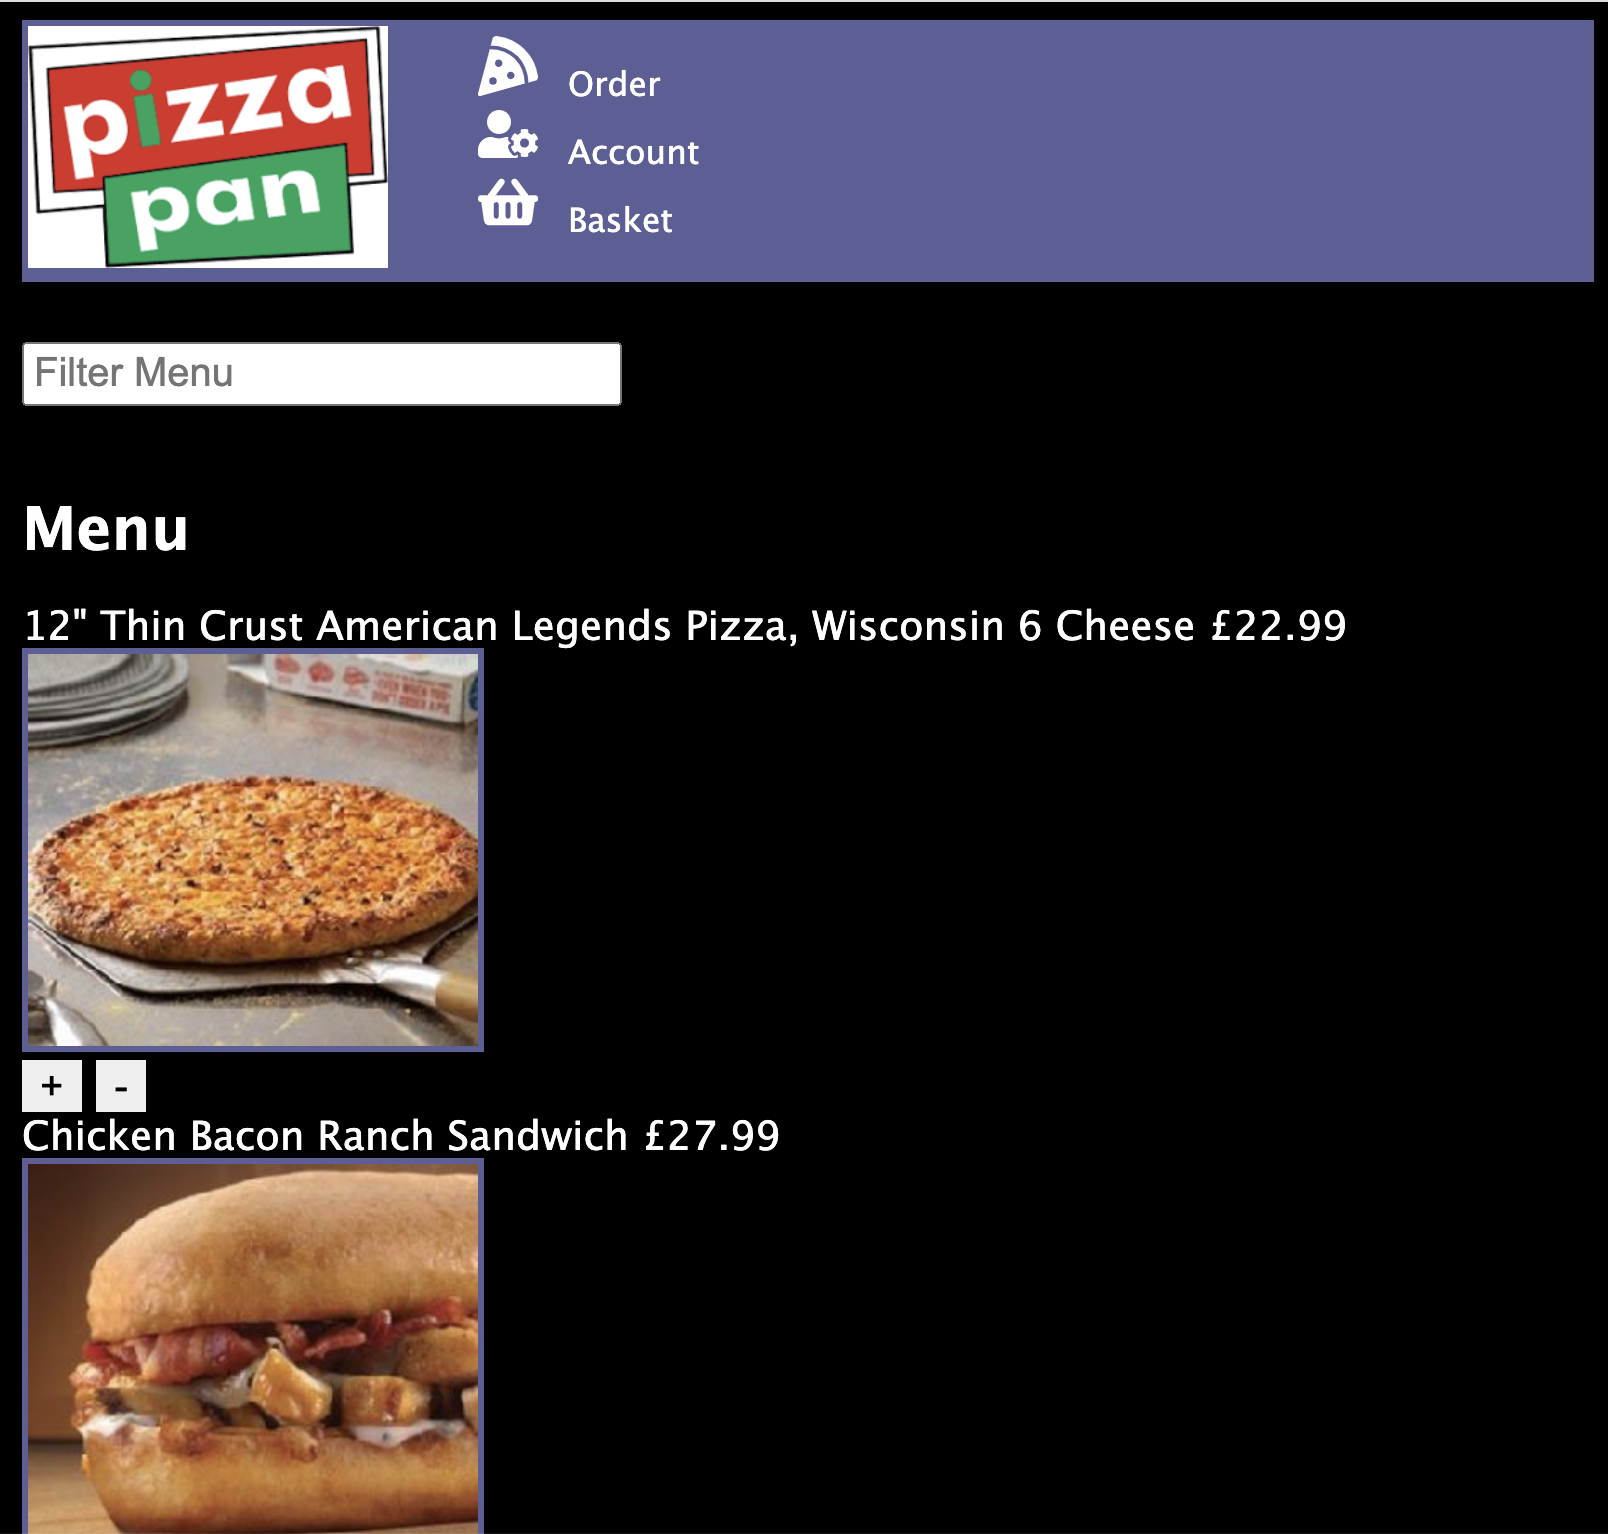 pizza
pan
Order
Account
Basket
Filter Menu
Menu
12" Thin Crust American Legends Pizza, Wisconsin 6 Cheese £22.99
+ -
Chicken Bacon Ranch Sandwich £27.99